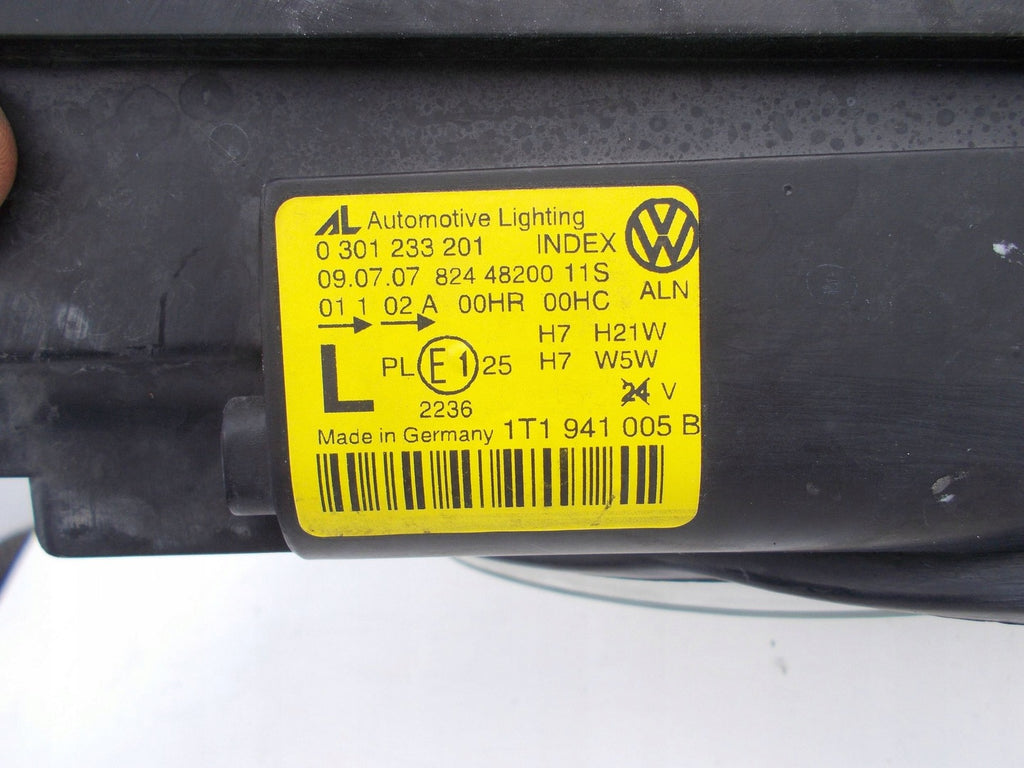 AL Automotive Lighting
0 301 233 201 INDEX
09.07.07 824 48200 11S
ALN
01 1 02 A 00HR 00HC
H7 H21W
L PL E1 25 H7 W5W
24 V
2236
Made in Germany 1T1 941 005 B